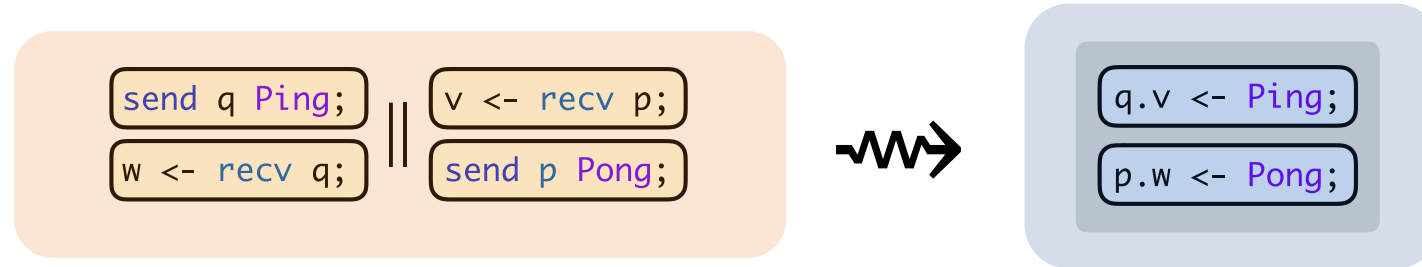 send q Ping;
w <- recv q;
||
v <- recv p;
send p Pong;
q.v <- Ping;
p.w <- Pong;